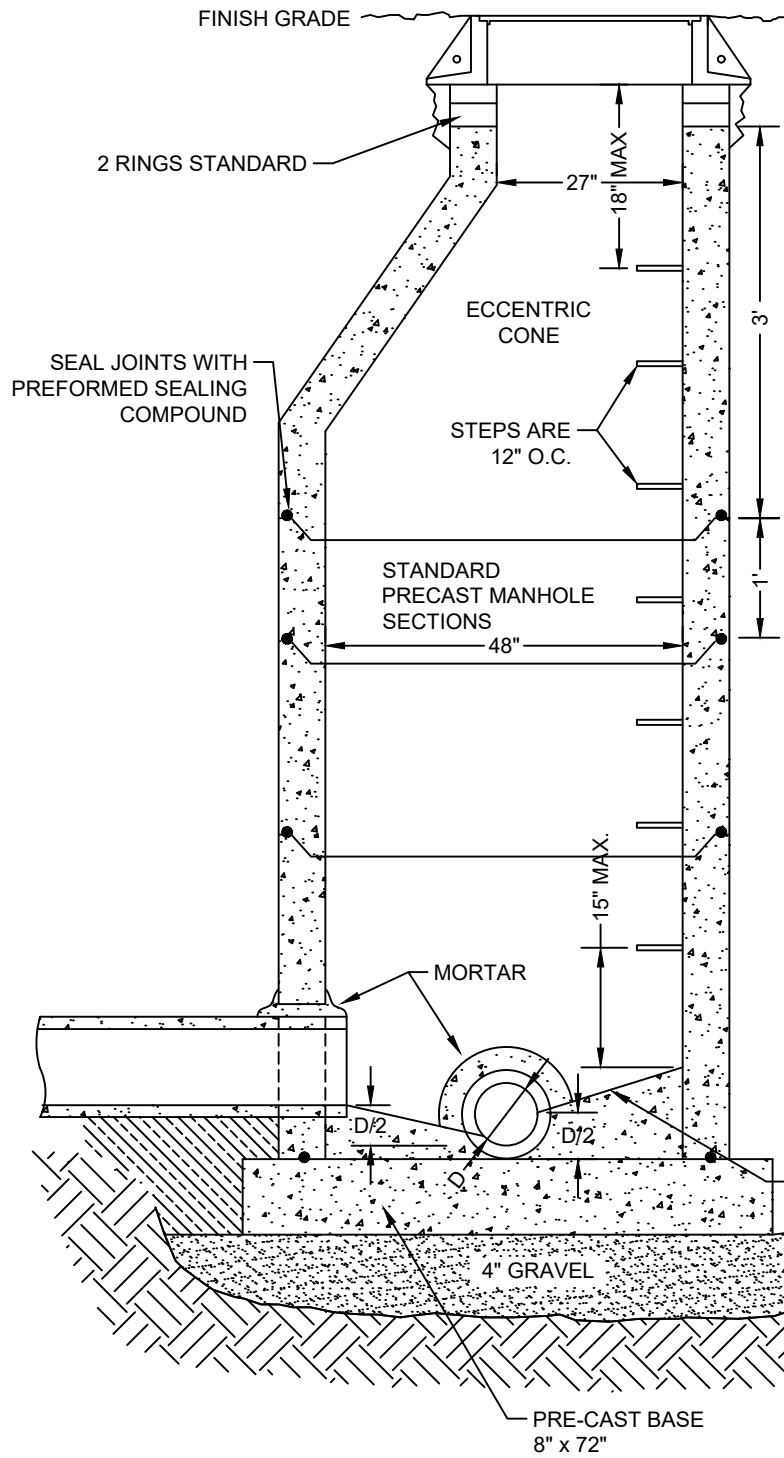 FINISH GRADE
2 RINGS STANDARD
18" MAX
27"
ECCENTRIC
CONE
3'
SEAL JOINTS WITH
PREFORMED SEALING
COMPOUND
STEPS ARE
12" O.C.
STANDARD
PRECAST MANHOLE
SECTIONS
1'
48"
15" MAX.
MORTAR
D/2
D/2
D
4" GRAVEL
PRE-CAST BASE
8" x 72"